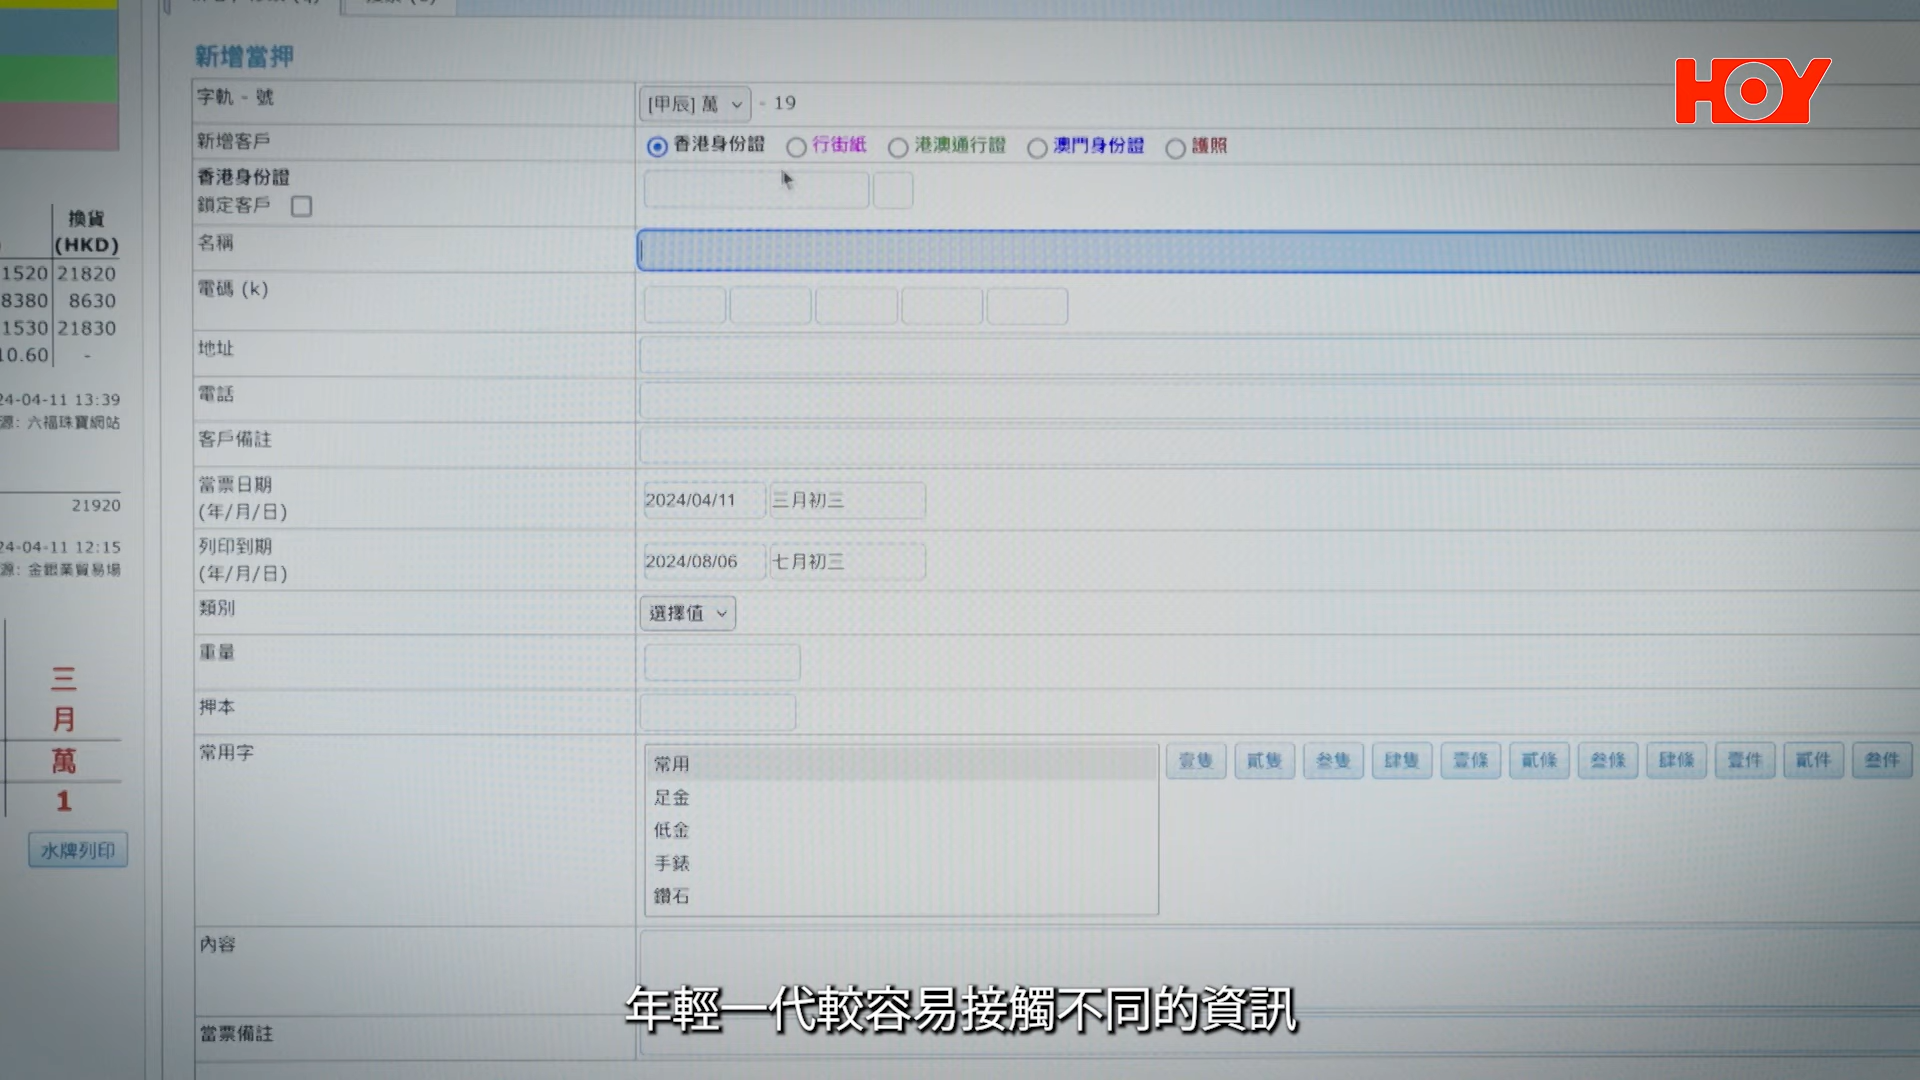 新增當押
HOY
字軌 - 號
[甲辰] 萬 - 19
新增客戶
香港身份證 行街紙 港澳通行證 澳門身份證 護照
香港身份證
鎖定客戶
名稱
電碼 (k)
地址
電話
客戶備註
當票日期
(年/月/日)
2024/04/11 三月初三
列印到期
(年/月/日)
2024/08/06 七月初三
類別
選擇值
重量
押本
常用字
常用
足金
低金
手錶
鑽石
壹隻 貳隻 叁隻 肆隻 壹條 貳條 叁條 肆條 壹件 貳件 叁件
內容
當票備註
換貨
(HKD)
1520 21820
8380 8630
1530 21830
10.60 -
24-04-11 13:39
源: 六福珠寶網站
21920
24-04-11 12:15
源: 金銀業貿易場
三
月
萬
1
水牌列印
年輕一代較容易接觸不同的資訊